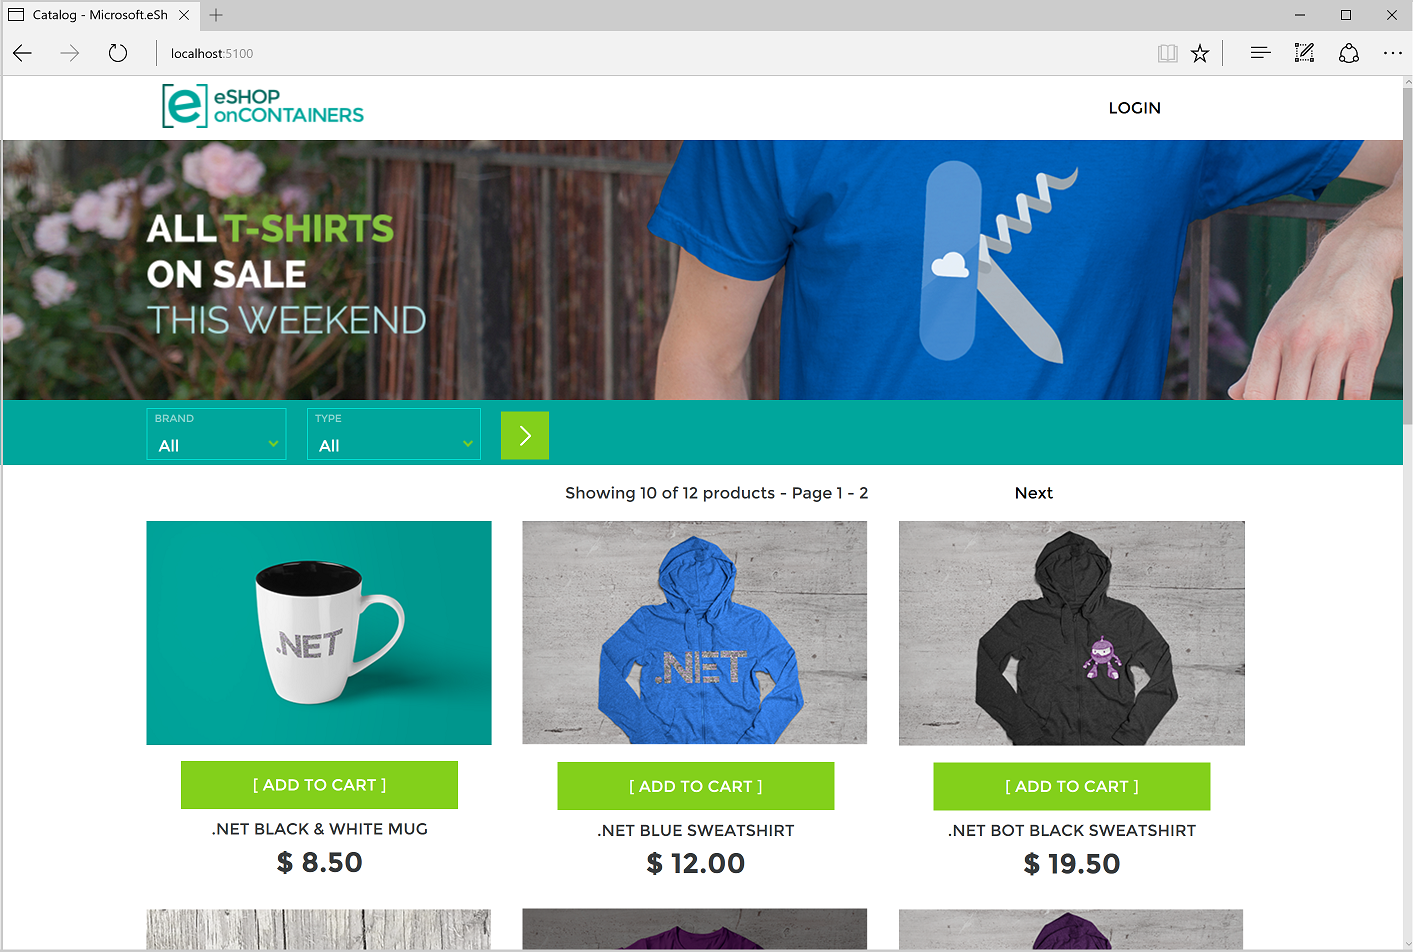 Catalog - Microsoft.eSh
localhost:5100
eSHOP
onCONTAINERS
LOGIN
ALL T-SHIRTS
ON SALE
THIS WEEKEND
BRAND
All
TYPE
All
Showing 10 of 12 products - Page 1 - 2
Next
.NET
.NET
[ ADD TO CART ]
[ ADD TO CART ]
[ ADD TO CART ]
.NET BLACK & WHITE MUG
.NET BLUE SWEATSHIRT
.NET BOT BLACK SWEATSHIRT
$ 8.50
$ 12.00
$ 19.50